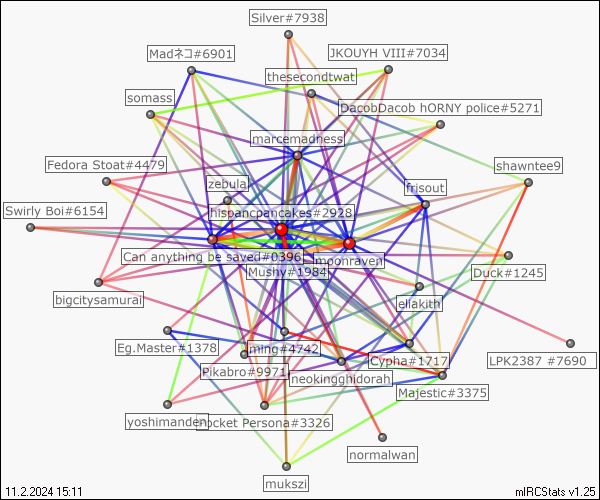 Silver#7938
Madネコ#6901
JKOUYH VIII#7034
thesecondtwat
somass
DacobDacob hORNY police#5271
marcemadness
Fedora Stoat#4479
shawntee9
zebula
frisout
Swirly Boi#6154
hispancpancakes#2928
Can anything be saved#0396
moonraven
Mushy#1984
Duck#1245
bigcitysamurai
eliakith
Eg.Master#1378
ming#4742
Cypha#1717
LPK2387 #7690
Pikabro#9971
neokingghidorah
Majestic#3375
yoshimanden
ocket Persona#3326
normalwan
mukszi
11.2.2024 15:11
mIRCStats v1.25